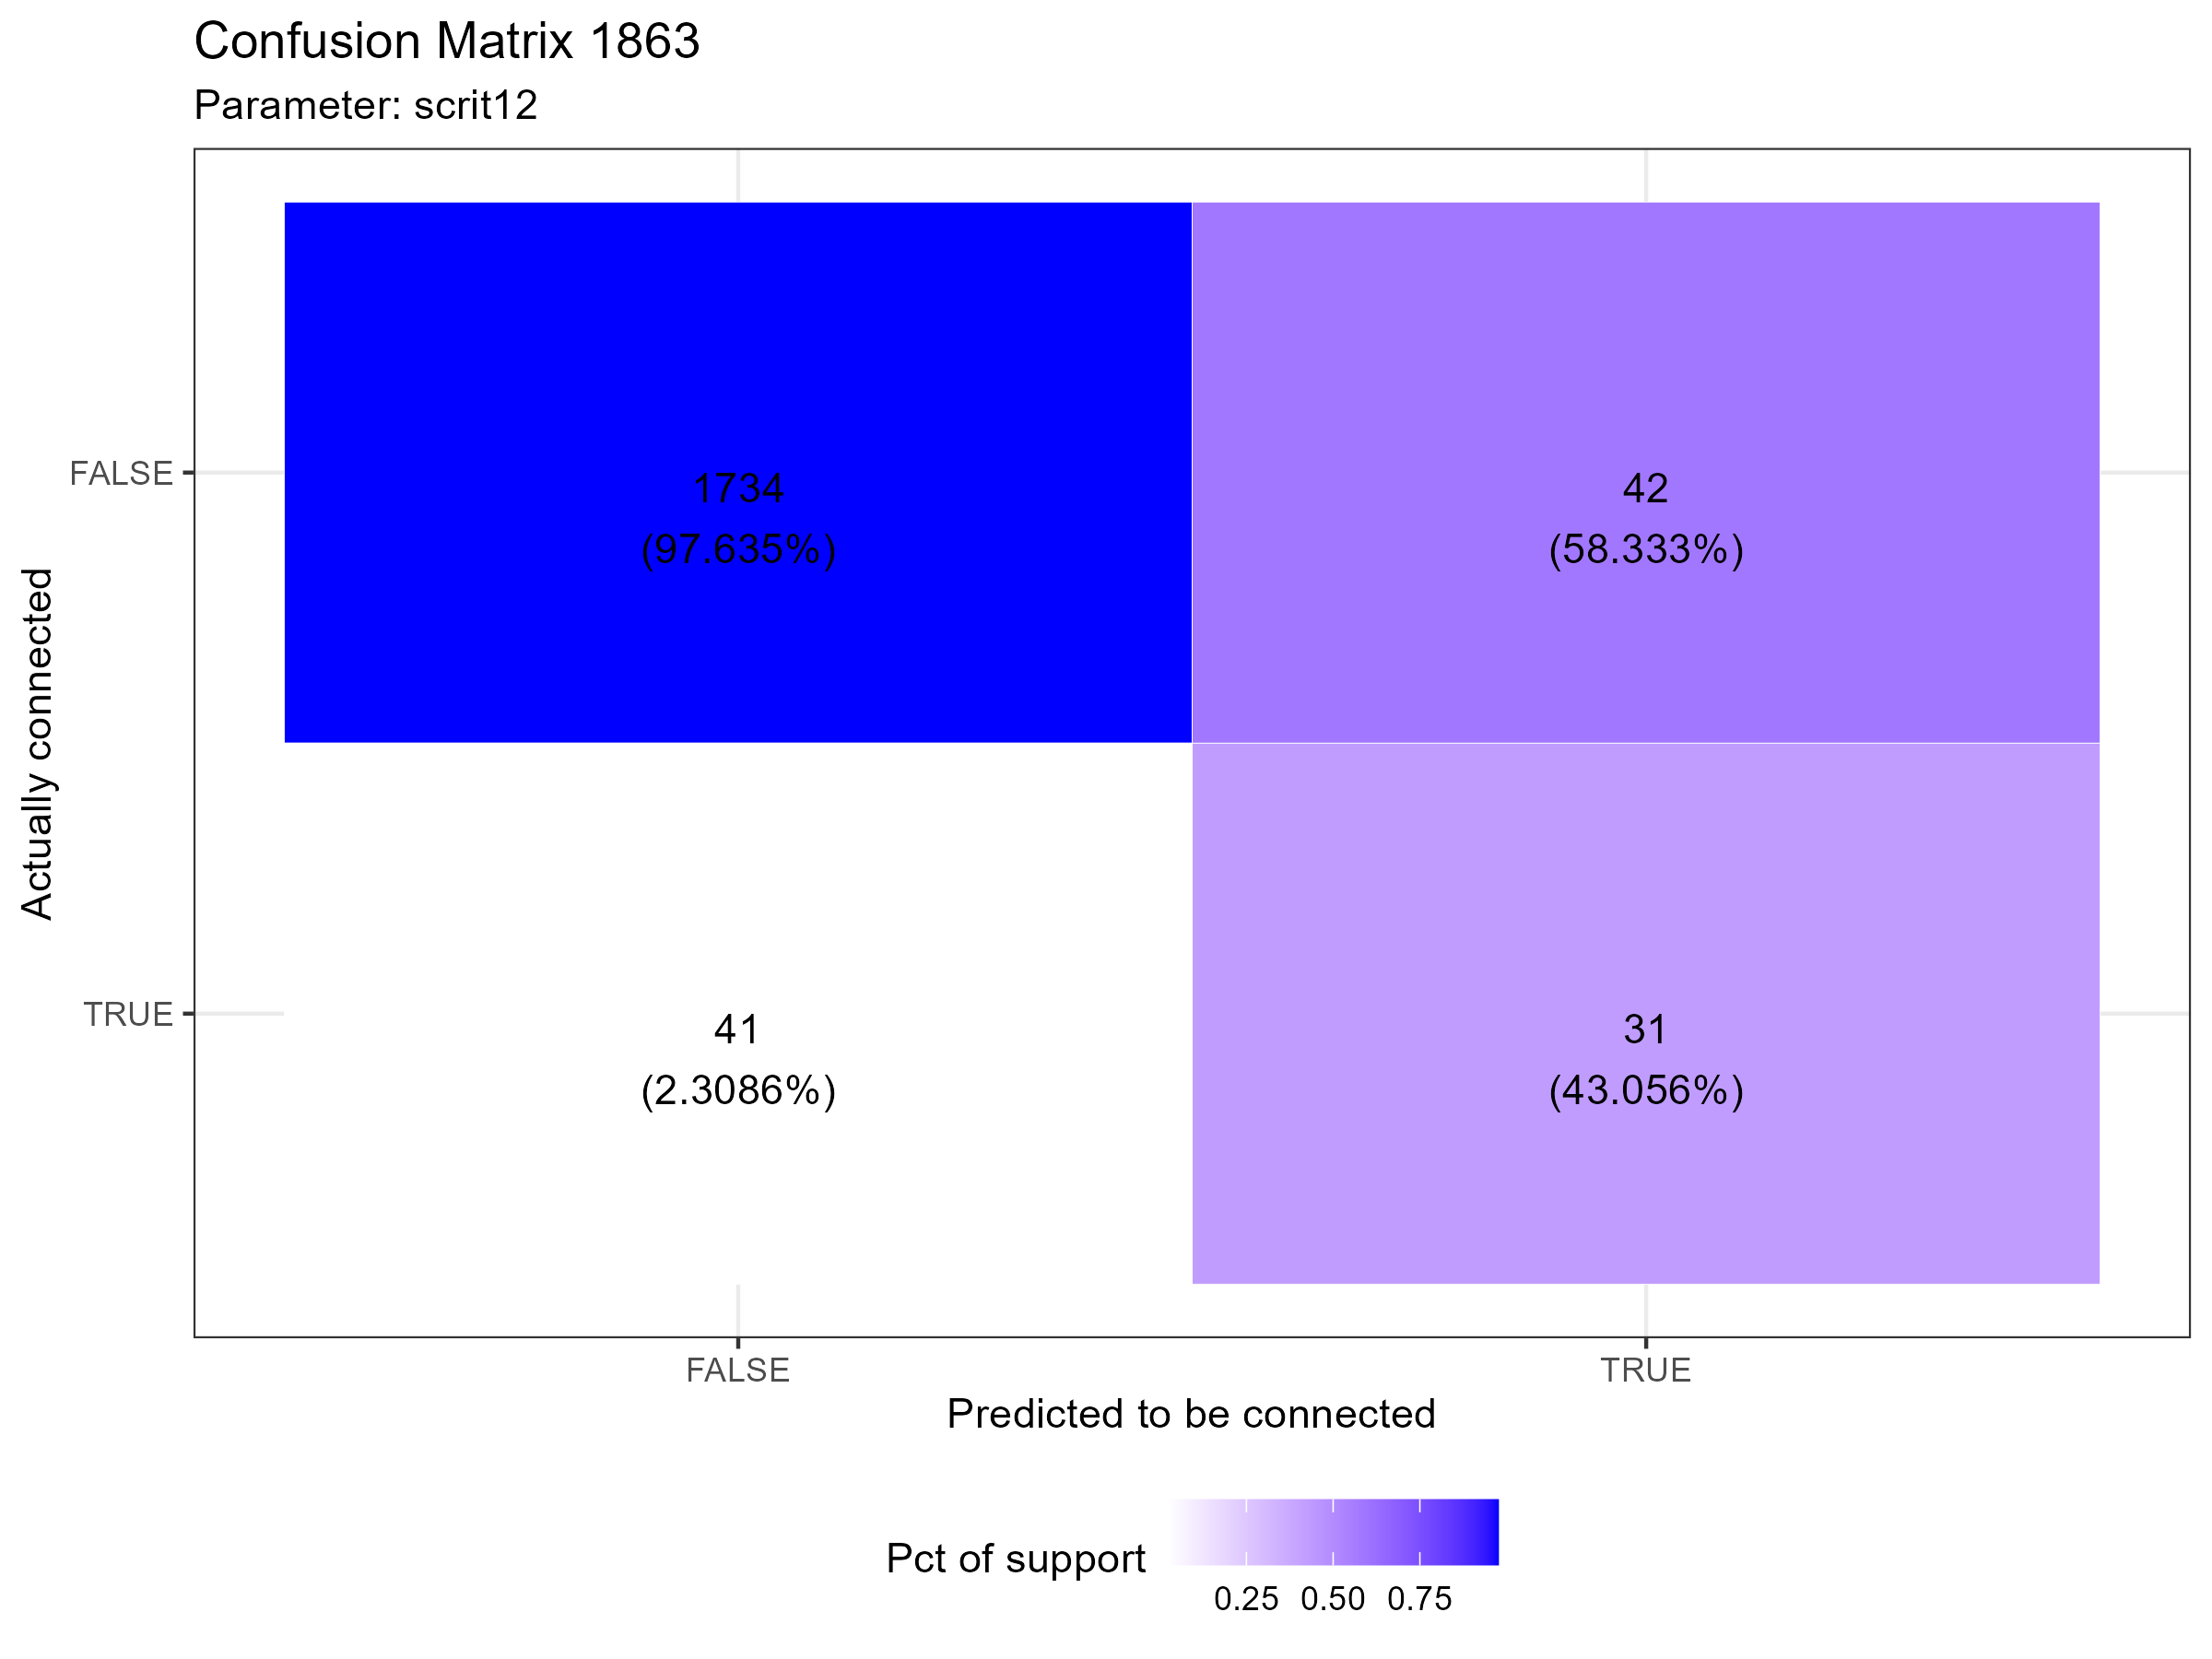 Confusion Matrix 1863
Parameter: scrit12
Actually connected
FALSE
1734
(97.635%)
42
(58.333%)
TRUE
41
(2.3086%)
31
(43.056%)
FALSE
TRUE
Predicted to be connected
Pct of support
0.25 0.50 0.75